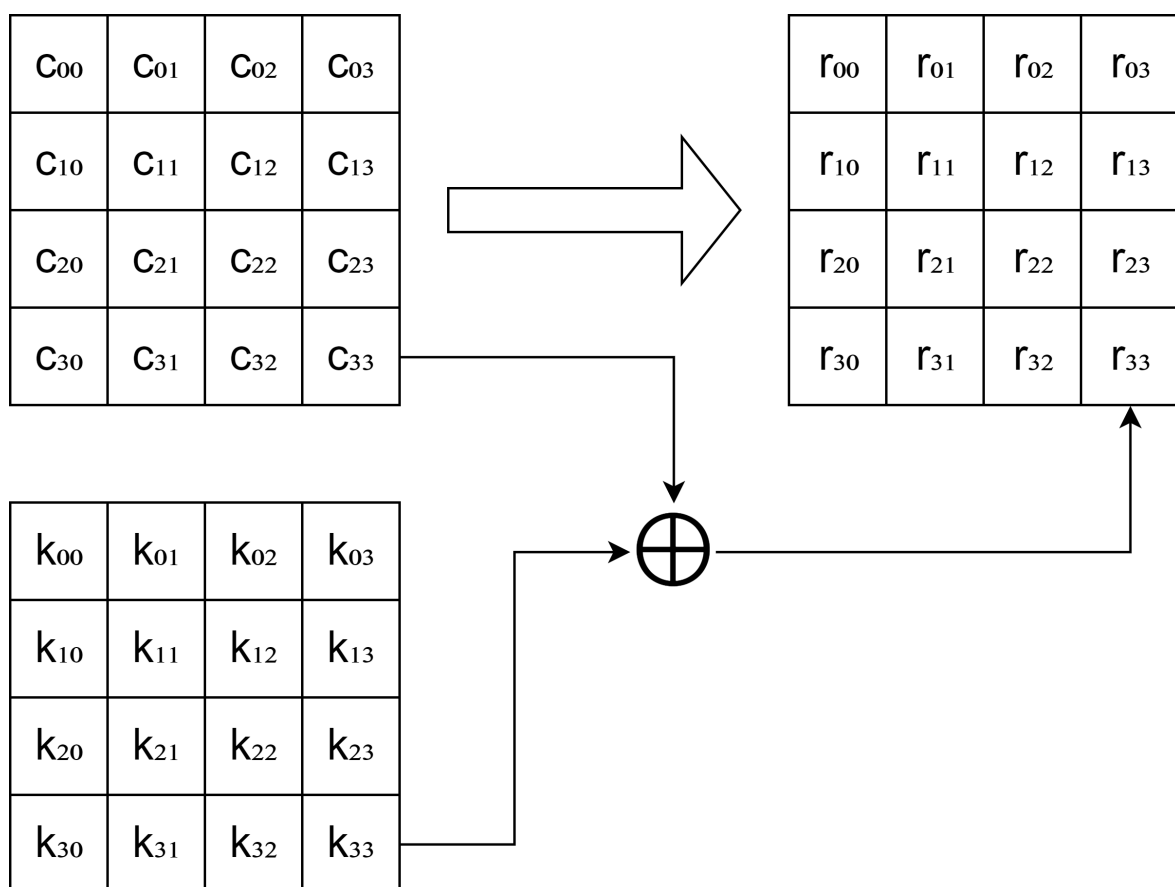 c₀₀ c₀₁ c₀₂ c₀₃
c₁₀ c₁₁ c₁₂ c₁₃
c₂₀ c₂₁ c₂₂ c₂₃
c₃₀ c₃₁ c₃₂ c₃₃
r₀₀ r₀₁ r₀₂ r₀₃
r₁₀ r₁₁ r₁₂ r₁₃
r₂₀ r₂₁ r₂₂ r₂₃
r₃₀ r₃₁ r₃₂ r₃₃
k₀₀ k₀₁ k₀₂ k₀₃
k₁₀ k₁₁ k₁₂ k₁₃
k₂₀ k₂₁ k₂₂ k₂₃
k₃₀ k₃₁ k₃₂ k₃₃